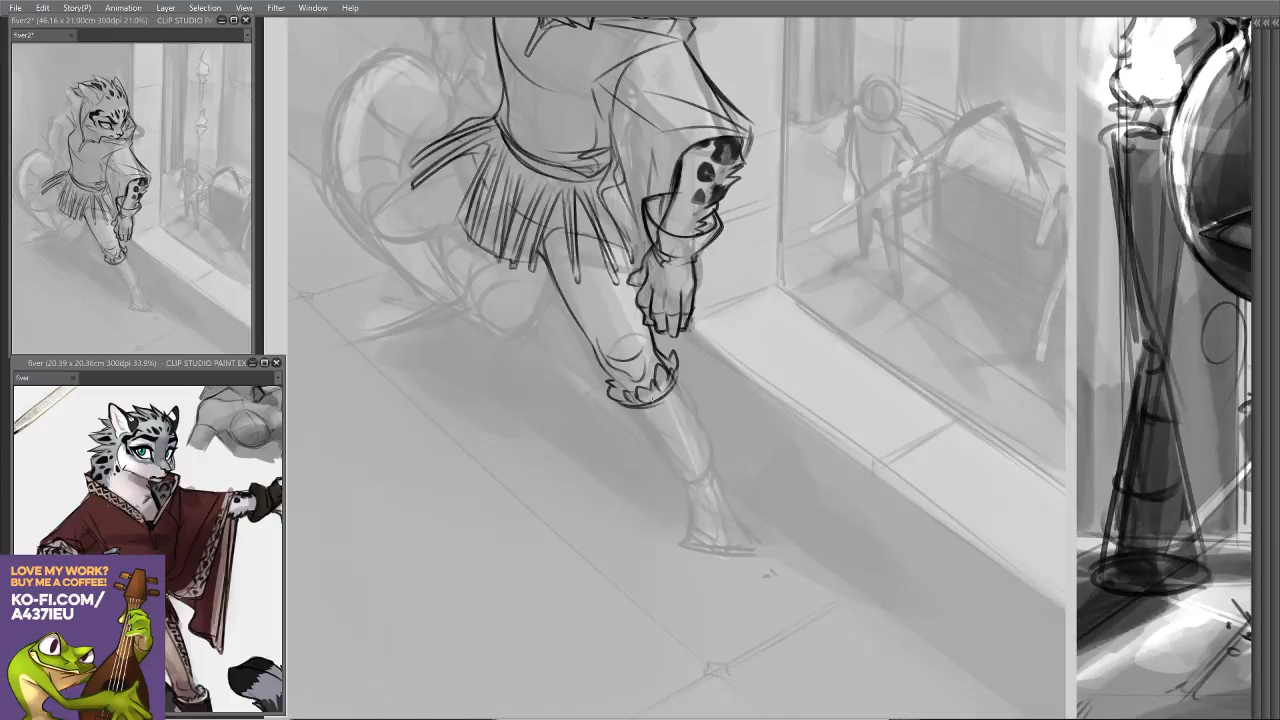 File Edit Story(P) Animation Layer Selection View Filter Window Help
fiver2* (46.16 x 21.00cm 300dpi 21.0%) CLIP STUDIO PA
fiver2*
fiver (20.39 x 20.36cm 300dpi 33.9%) - CLIP STUDIO PAINT EX
fiver
LOVE MY WORK?
BUY ME A COFFEE!
KO-FI.COM/
A437IEU